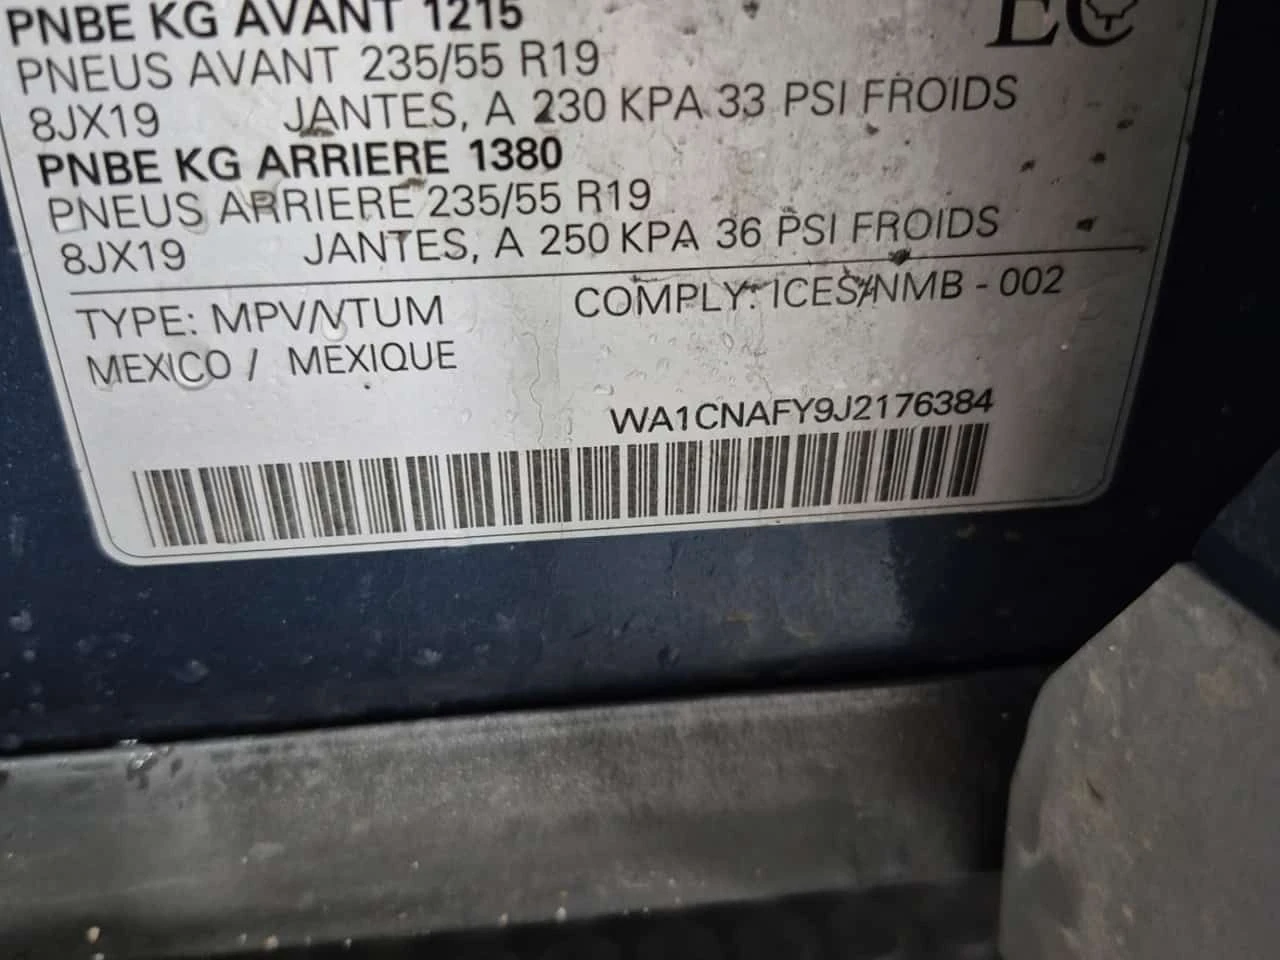 PNBE KG AVANT 1215
PNEUS AVANT 235/55 R19
8JX19 JANTES, A 230 KPA 33 PSI FROIDS
PNBE KG ARRIERE 1380
PNEUS ARRIERE 235/55 R19
8JX19 JANTES, A 250 KPA 36 PSI FROIDS
TYPE: MPV/VTUM COMPLY: ICES/NMB - 002
MEXICO / MEXIQUE
WA1CNAFY9J2176384